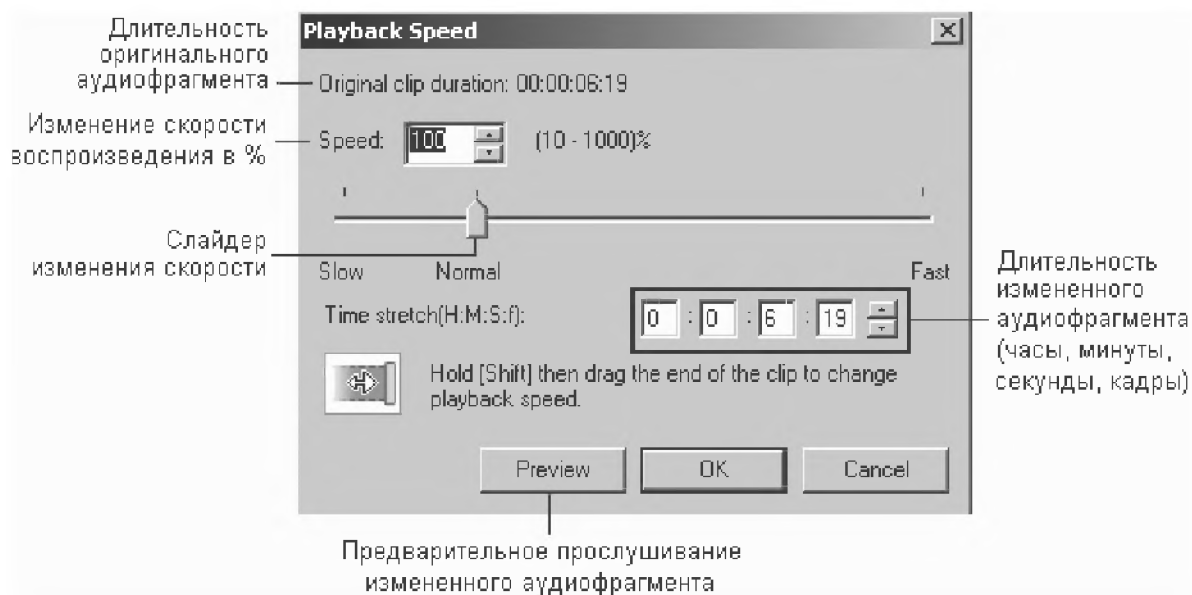 Длительность
оригинального
аудиофрагмента
Playback Speed
Original clip duration: 00:00:06:19
Изменение скорости
воспроизведения в %
Speed: 100 (10 - 1000)%
Слайдер
изменения скорости
Slow Normal Fast
Time stretch(H:M:S:f): 0 : 0 : 6 : 19
Длительность
измененного
аудиофрагмента
(часы, минуты,
секунды, кадры)
Hold [Shift] then drag the end of the clip to change
playback speed.
Preview OK Cancel
Предварительное прослушивание
измененного аудиофрагмента